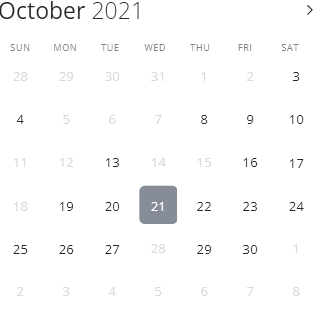 October 2021
SUN MON TUE WED THU FRI SAT
28 29 30 31 1 2 3
4 5 6 7 8 9 10
11 12 13 14 15 16 17
18 19 20 21 22 23 24
25 26 27 28 29 30 1
2 3 4 5 6 7 8